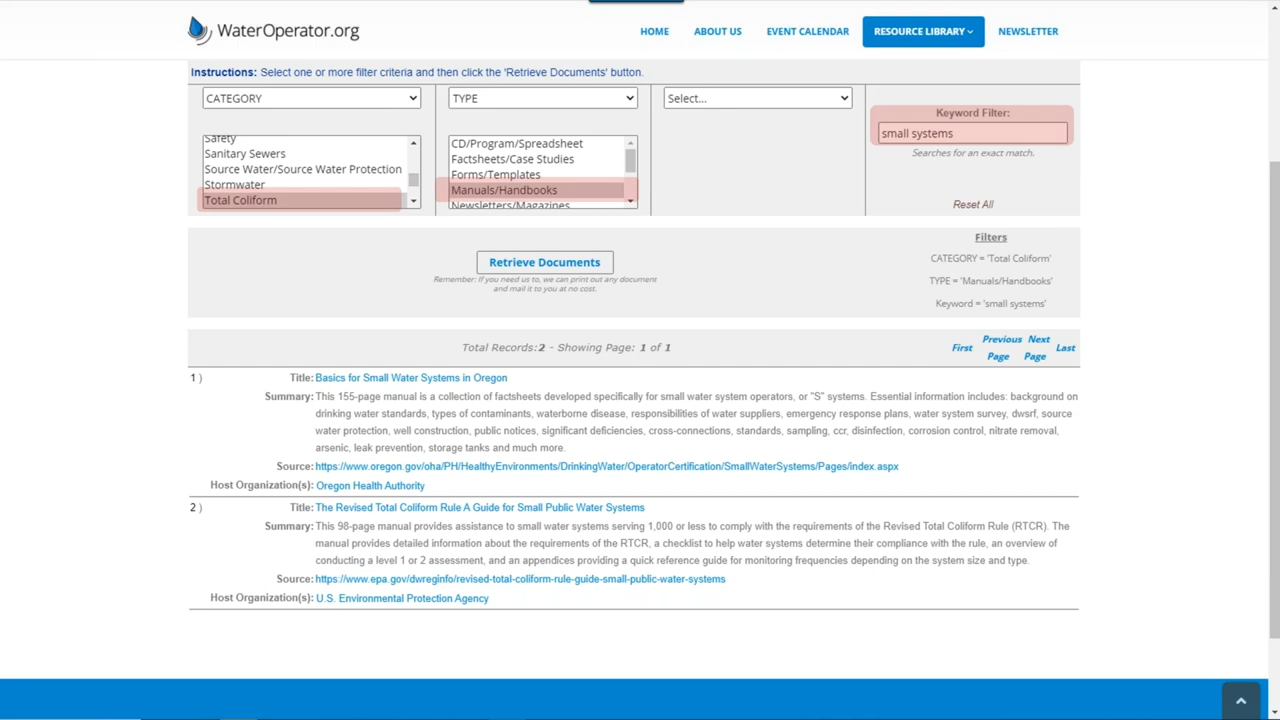 WaterOperator.org
HOME ABOUT US EVENT CALENDAR RESOURCE LIBRARY NEWSLETTER
Instructions: Select one or more filter criteria and then click the 'Retrieve Documents' button.
CATEGORY TYPE Select...
Keyword Filter:
small systems
Searches for an exact match.
Reset All
Safety
Sanitary Sewers
Source Water/Source Water Protection
Stormwater
Total Coliform
CD/Program/Spreadsheet
Factsheets/Case Studies
Forms/Templates
Manuals/Handbooks
Newsletters/Magazines
Retrieve Documents
Remember: If you need us to, we can print out any document
and mail it to you at no cost.
Filters
CATEGORY = 'Total Coliform'
TYPE = 'Manuals/Handbooks'
Keyword = 'small systems'
Total Records:2 - Showing Page: 1 of 1
First Previous Page Next Page Last
1 ) Title: Basics for Small Water Systems in Oregon
Summary: This 155-page manual is a collection of factsheets developed specifically for small water system operators, or "S" systems. Essential information includes: background on
drinking water standards, types of contaminants, waterborne disease, responsibilities of water suppliers, emergency response plans, water system survey, dwsrf, source
water protection, well construction, public notices, significant deficiencies, cross-connections, standards, sampling, ccr, disinfection, corrosion control, nitrate removal,
arsenic, leak prevention, storage tanks and much more.
Source: https://www.oregon.gov/oha/PH/HealthyEnvironments/DrinkingWater/OperatorCertification/SmallWaterSystems/Pages/index.aspx
Host Organization(s): Oregon Health Authority
2 ) Title: The Revised Total Coliform Rule A Guide for Small Public Water Systems
Summary: This 98-page manual provides assistance to small water systems serving 1,000 or less to comply with the requirements of the Revised Total Coliform Rule (RTCR). The
manual provides detailed information about the requirements of the RTCR, a checklist to help water systems determine their compliance with the rule, an overview of
conducting a level 1 or 2 assessment, and an appendices providing a quick reference guide for monitoring frequencies depending on the system size and type.
Source: https://www.epa.gov/dwreginfo/revised-total-coliform-rule-guide-small-public-water-systems
Host Organization(s): U.S. Environmental Protection Agency